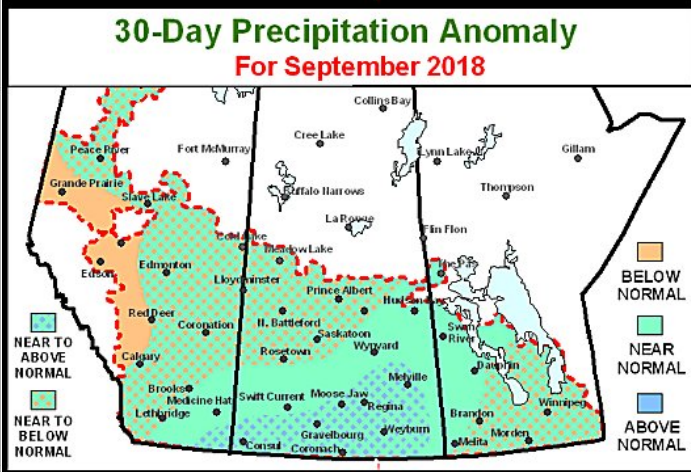 30-Day Precipitation Anomaly
For September 2018
Collins Bay
Cree Lake
Peace River
Fort McMurray
Lynn Lake
Gillam
Grande Prairie
Buffalo Narrows
Thompson
Slave Lake
La Ronge
Flin Flon
Cold Lake
Meadow Lake
The Pas
Edson
Edmonton
Lloydminster
Prince Albert
Hudson Bay
BELOW
NORMAL
Red Deer
Coronation
N. Battleford
Saskatoon
Swan
River
NEAR TO
ABOVE
NORMAL
Rosetown
Wynyard
NEAR
NORMAL
Calgary
Dauphin
Brooks
Melville
Medicine Hat
Swift Current
Moose Jaw
Regina
Winnipeg
NEAR TO
BELOW
NORMAL
Lethbridge
Brandon
ABOVE
NORMAL
Gravelbourg
Weyburn
Morden
Consul
Coronach
Melita